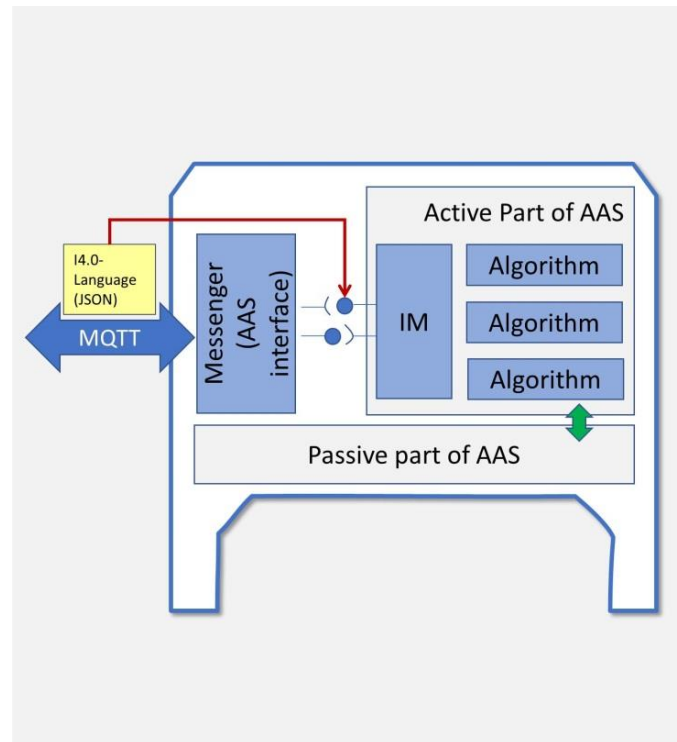 Active Part of AAS
I4.0-
Language
(JSON)
MQTT
Messenger
(AAS
interface)
IM
Algorithm
Algorithm
Algorithm
Passive part of AAS